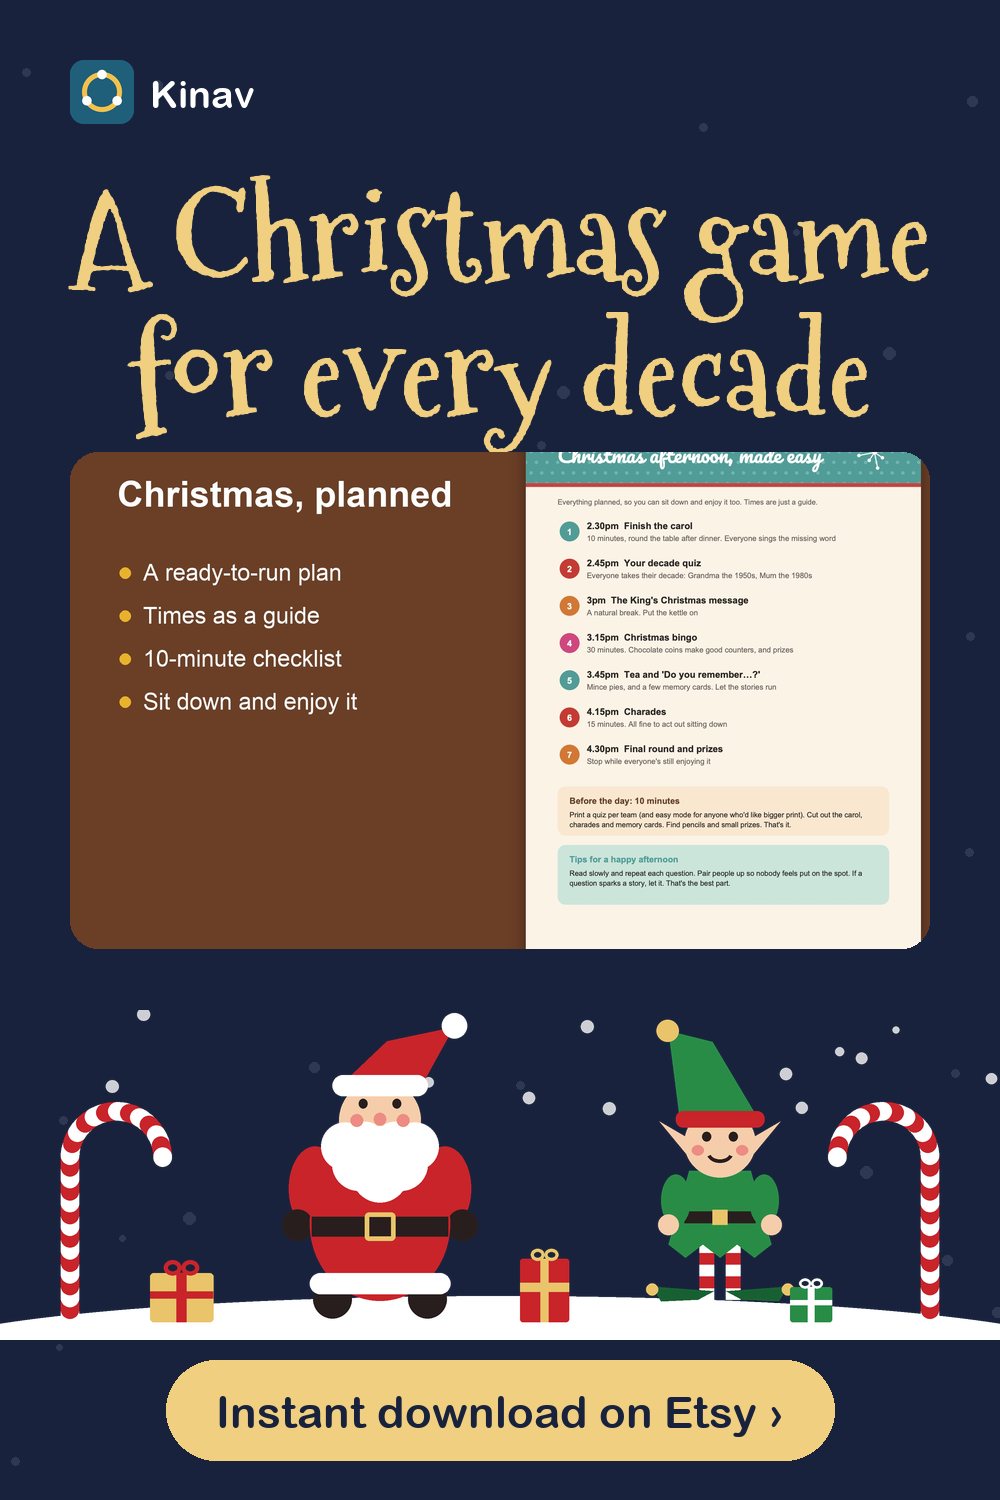 Kinav
A Christmas game
for every decade
Christmas, planned
A ready-to-run plan
Times as a guide
10-minute checklist
Sit down and enjoy it
Christmas afternoon, made easy
Everything planned, so you can sit down and enjoy it too. Times are just a guide.
1 2.30pm Finish the carol
10 minutes, round the table after dinner. Everyone sings the missing word
2 2.45pm Your decade quiz
Everyone takes their decade: Grandma the 1950s, Mum the 1980s
3 3pm The King's Christmas message
A natural break. Put the kettle on
4 3.15pm Christmas bingo
30 minutes. Chocolate coins make good counters, and prizes
5 3.45pm Tea and 'Do you remember...?'
Mince pies, and a few memory cards. Let the stories run
6 4.15pm Charades
15 minutes. All fine to act out sitting down
7 4.30pm Final round and prizes
Stop while everyone's still enjoying it
Before the day: 10 minutes
Print a quiz per team (and easy mode for anyone who'd like bigger print). Cut out the carol,
charades and memory cards. Find pencils and small prizes. That's it.
Tips for a happy afternoon
Read slowly and repeat each question. Pair people up so nobody feels put on the spot. If a
question sparks a story, let it. That's the best part.
Instant download on Etsy ›